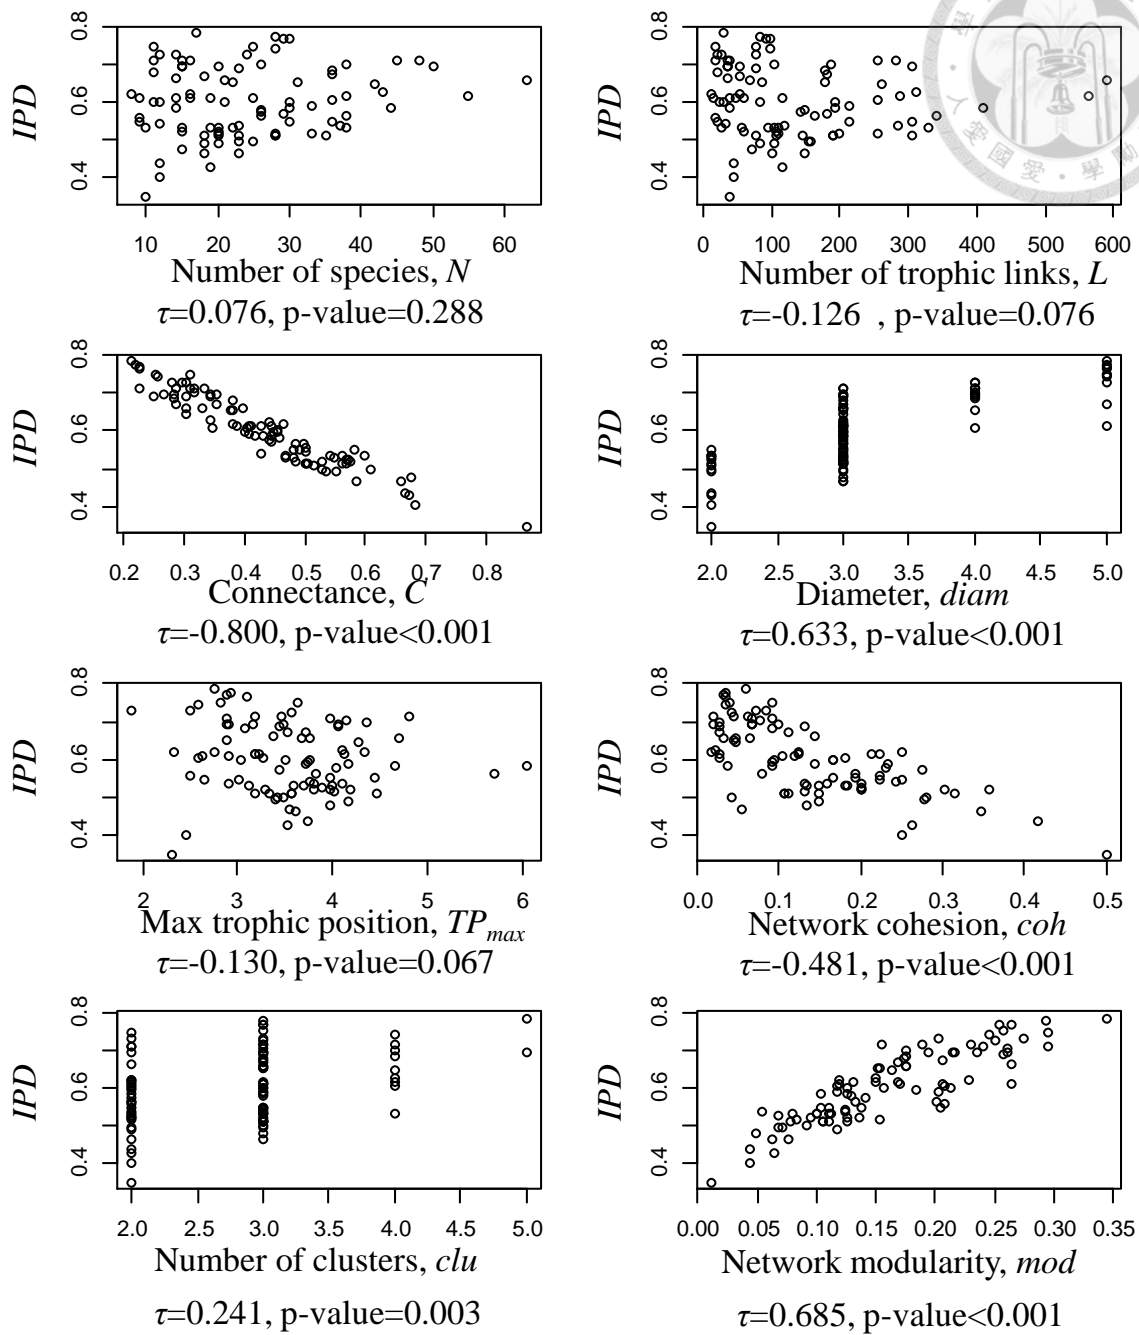 IPD
0.4 0.6 0.8
10 20 30 40 50 60
Number of species, N
τ=0.076, p-value=0.288
IPD
0.4 0.6 0.8
0 100 200 300 400 500 600
Number of trophic links, L
τ=-0.126 , p-value=0.076
學
人愛國愛・學勵
IPD
0.4 0.6 0.8
0.2 0.3 0.4 0.5 0.6 0.7 0.8
Connectance, C
τ=-0.800, p-value<0.001
IPD
0.4 0.6 0.8
2.0 2.5 3.0 3.5 4.0 4.5 5.0
Diameter, diam
τ=0.633, p-value<0.001
IPD
0.4 0.6 0.8
2 3 4 5 6
Max trophic position, TPmax
τ=-0.130, p-value=0.067
IPD
0.4 0.6 0.8
0.0 0.1 0.2 0.3 0.4 0.5
Network cohesion, coh
τ=-0.481, p-value<0.001
IPD
0.4 0.6 0.8
2.0 2.5 3.0 3.5 4.0 4.5 5.0
Number of clusters, clu
τ=0.241, p-value=0.003
IPD
0.4 0.6 0.8
0.00 0.05 0.10 0.15 0.20 0.25 0.30 0.35
Network modularity, mod
τ=0.685, p-value<0.001